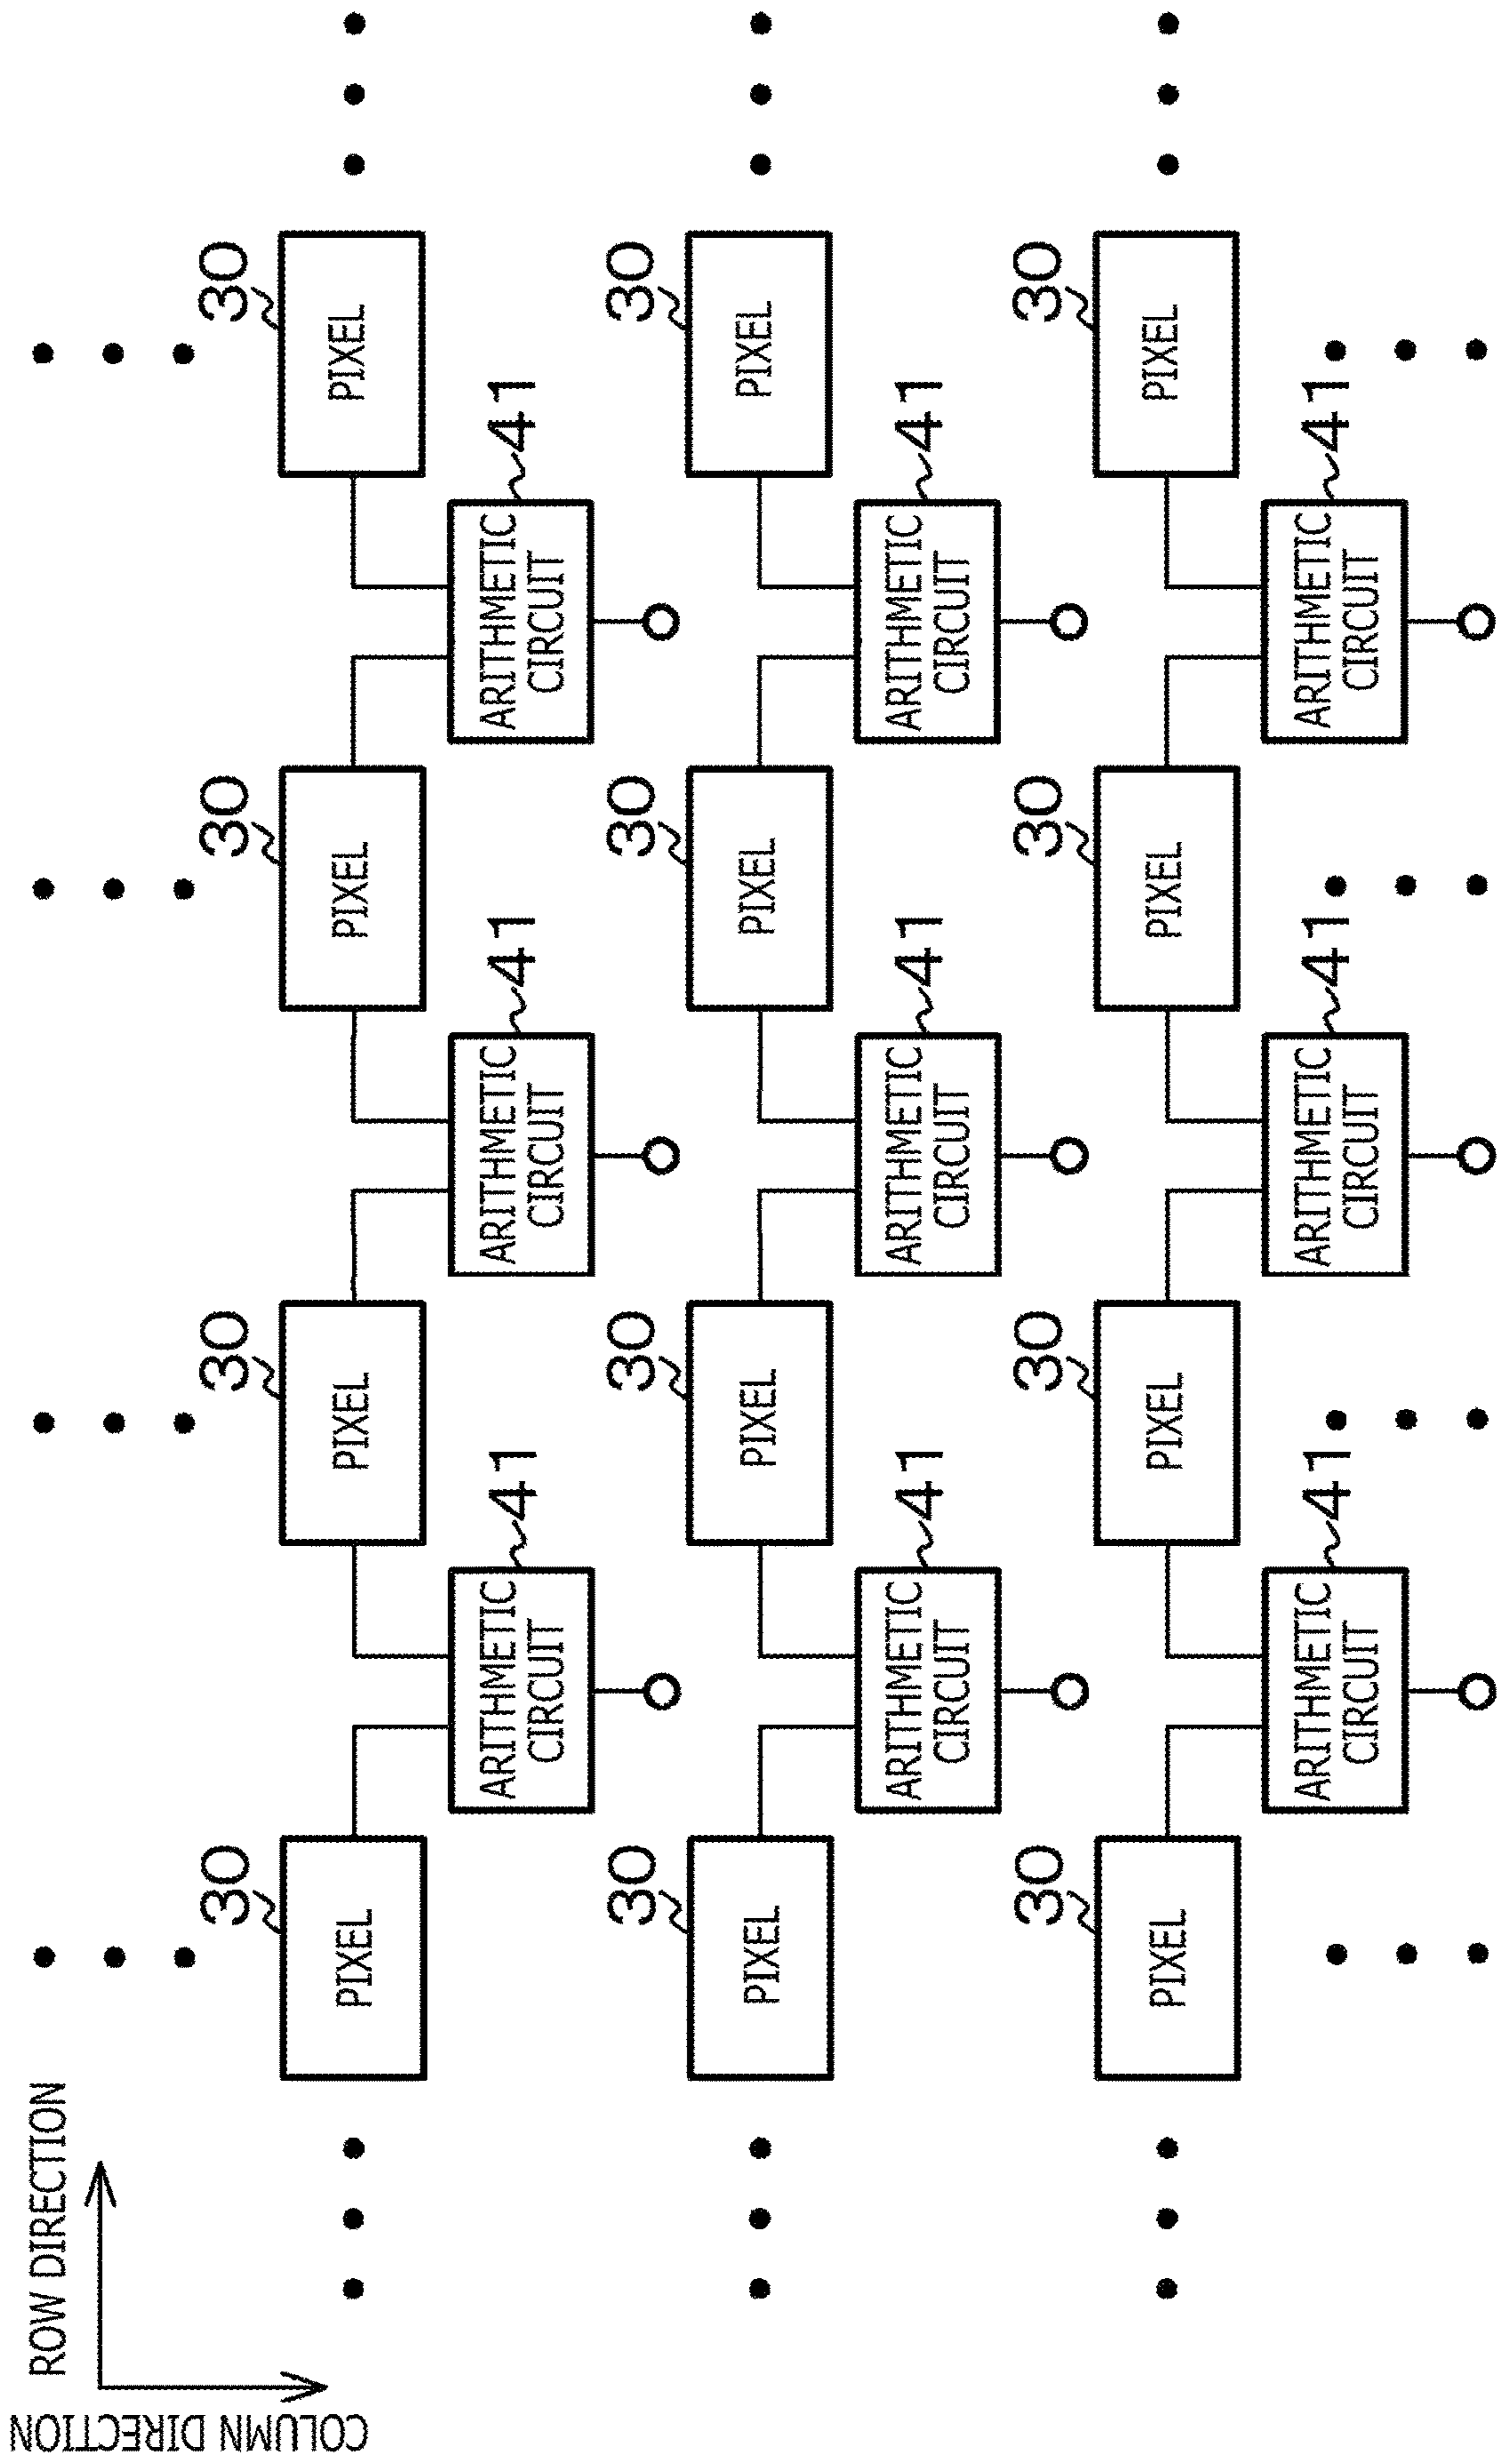 ROW DIRECTION
COLUMN DIRECTION
30
30
30
30
PIXEL
PIXEL
PIXEL
PIXEL
ARITHMETIC
CIRCUIT
41
ARITHMETIC
CIRCUIT
41
ARITHMETIC
CIRCUIT
41
30
30
30
30
PIXEL
PIXEL
PIXEL
PIXEL
ARITHMETIC
CIRCUIT
41
ARITHMETIC
CIRCUIT
41
ARITHMETIC
CIRCUIT
41
30
30
30
30
PIXEL
PIXEL
PIXEL
PIXEL
ARITHMETIC
CIRCUIT
41
ARITHMETIC
CIRCUIT
41
ARITHMETIC
CIRCUIT
41